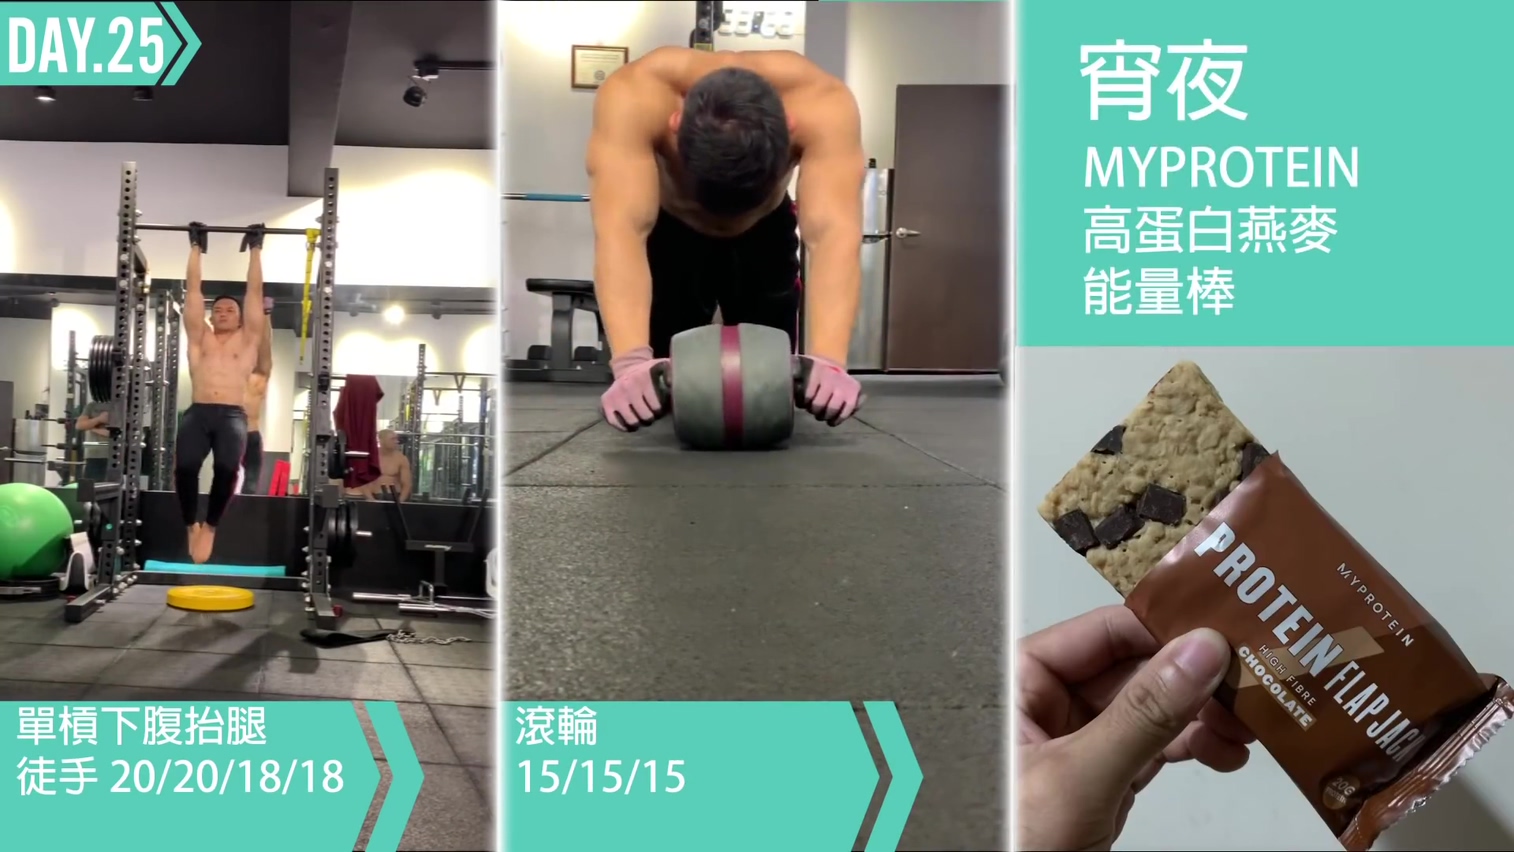 DAY.25
單槓下腹抬腿
徒手 20/20/18/18
滾輪
15/15/15
宵夜
MYPROTEIN
高蛋白燕麥
能量棒
MYPROTEIN
PROTEIN FLAPJACK
HIGH FIBRE
CHOCOLATE
20G